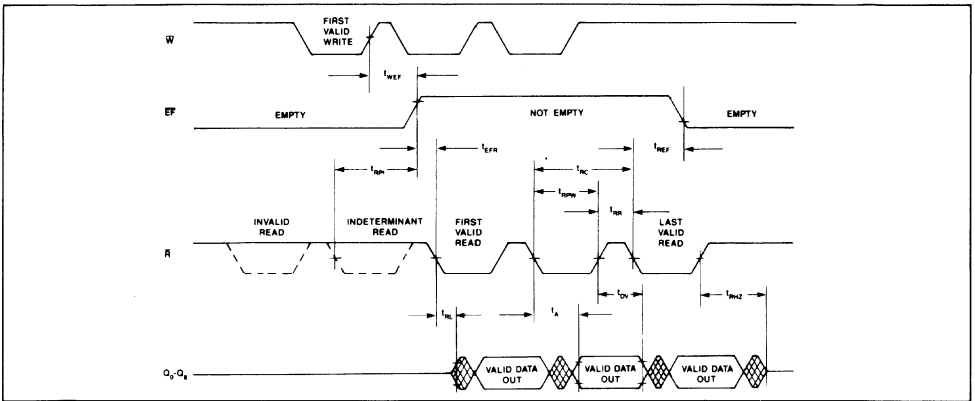 W̅
FIRST
VALID
WRITE
tWEF
E̅F̅
EMPTY
NOT EMPTY
EMPTY
tEFR
tREF
tRPI
tRC
tRPW
tRR
INVALID
READ
INDETERMINANT
READ
FIRST
VALID
READ
LAST
VALID
READ
R̅
tDV
tRHZ
tRL
tA
Q0-Q8
VALID DATA
OUT
VALID DATA
OUT
VALID DATA
OUT